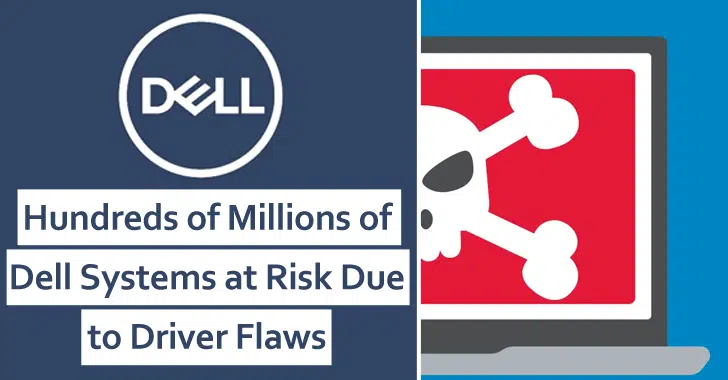 DELL
Hundreds of Millions of
Dell Systems at Risk Due
to Driver Flaws